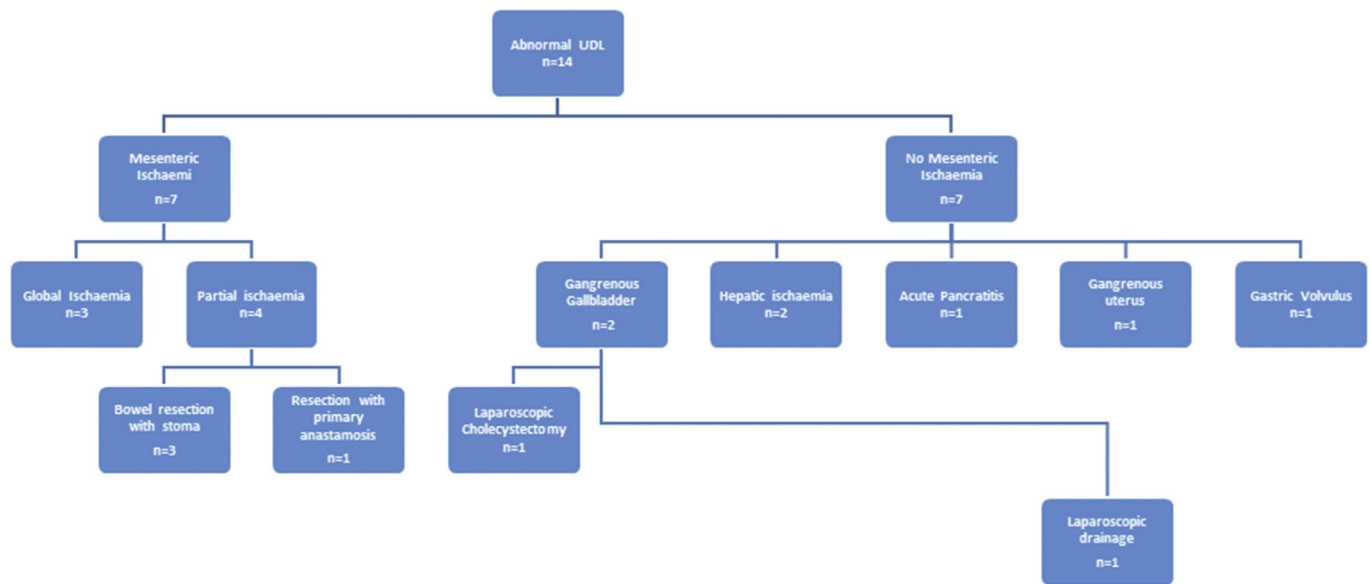 Abnormal UDL
n=14
Mesenteric
Ischaemi
n=7
No Mesenteric
Ischaemia
n=7
Global Ischaemia
n=3
Partial ischaemia
n=4
Gangrenous
Gallbladder
n=2
Hepatic ischaemia
n=2
Acute Pancratitis
n=1
Gangrenous
uterus
n=1
Gastric Volvulus
n=1
Bowel resection
with stoma
n=3
Resection with
primary
anastamosis
n=1
Laparoscopic
Cholecystectomy
n=1
Laparoscopic
drainage
n=1